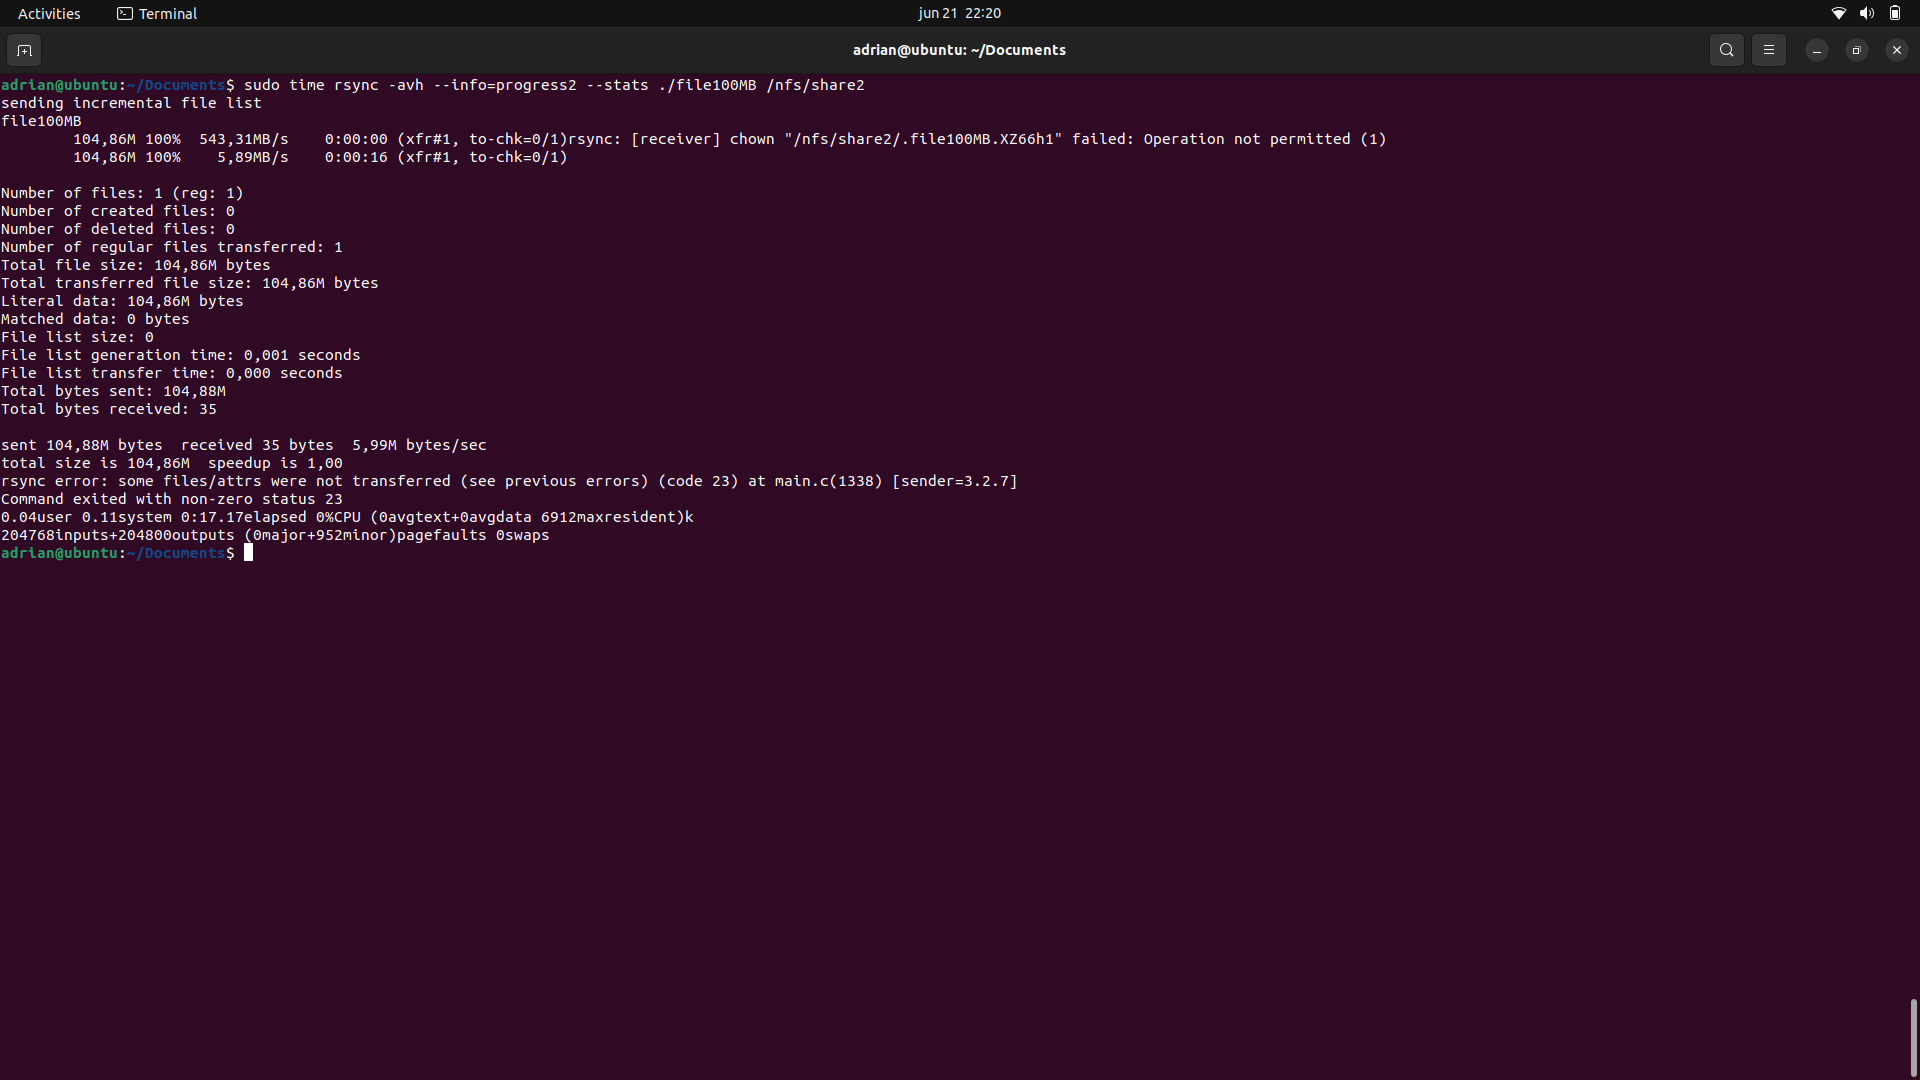 Activities Terminal jun 21 22:20
adrian@ubuntu: ~/Documents
adrian@ubuntu:~/Documents$ sudo time rsync -avh --info=progress2 --stats ./file100MB /nfs/share2
sending incremental file list
file100MB
        104,86M 100%  543,31MB/s    0:00:00 (xfr#1, to-chk=0/1)rsync: [receiver] chown "/nfs/share2/.file100MB.XZ66h1" failed: Operation not permitted (1)
        104,86M 100%    5,89MB/s    0:00:16 (xfr#1, to-chk=0/1)

Number of files: 1 (reg: 1)
Number of created files: 0
Number of deleted files: 0
Number of regular files transferred: 1
Total file size: 104,86M bytes
Total transferred file size: 104,86M bytes
Literal data: 104,86M bytes
Matched data: 0 bytes
File list size: 0
File list generation time: 0,001 seconds
File list transfer time: 0,000 seconds
Total bytes sent: 104,88M
Total bytes received: 35

sent 104,88M bytes  received 35 bytes  5,99M bytes/sec
total size is 104,86M  speedup is 1,00
rsync error: some files/attrs were not transferred (see previous errors) (code 23) at main.c(1338) [sender=3.2.7]
Command exited with non-zero status 23
0.04user 0.11system 0:17.17elapsed 0%CPU (0avgtext+0avgdata 6912maxresident)k
204768inputs+204800outputs (0major+952minor)pagefaults 0swaps
adrian@ubuntu:~/Documents$